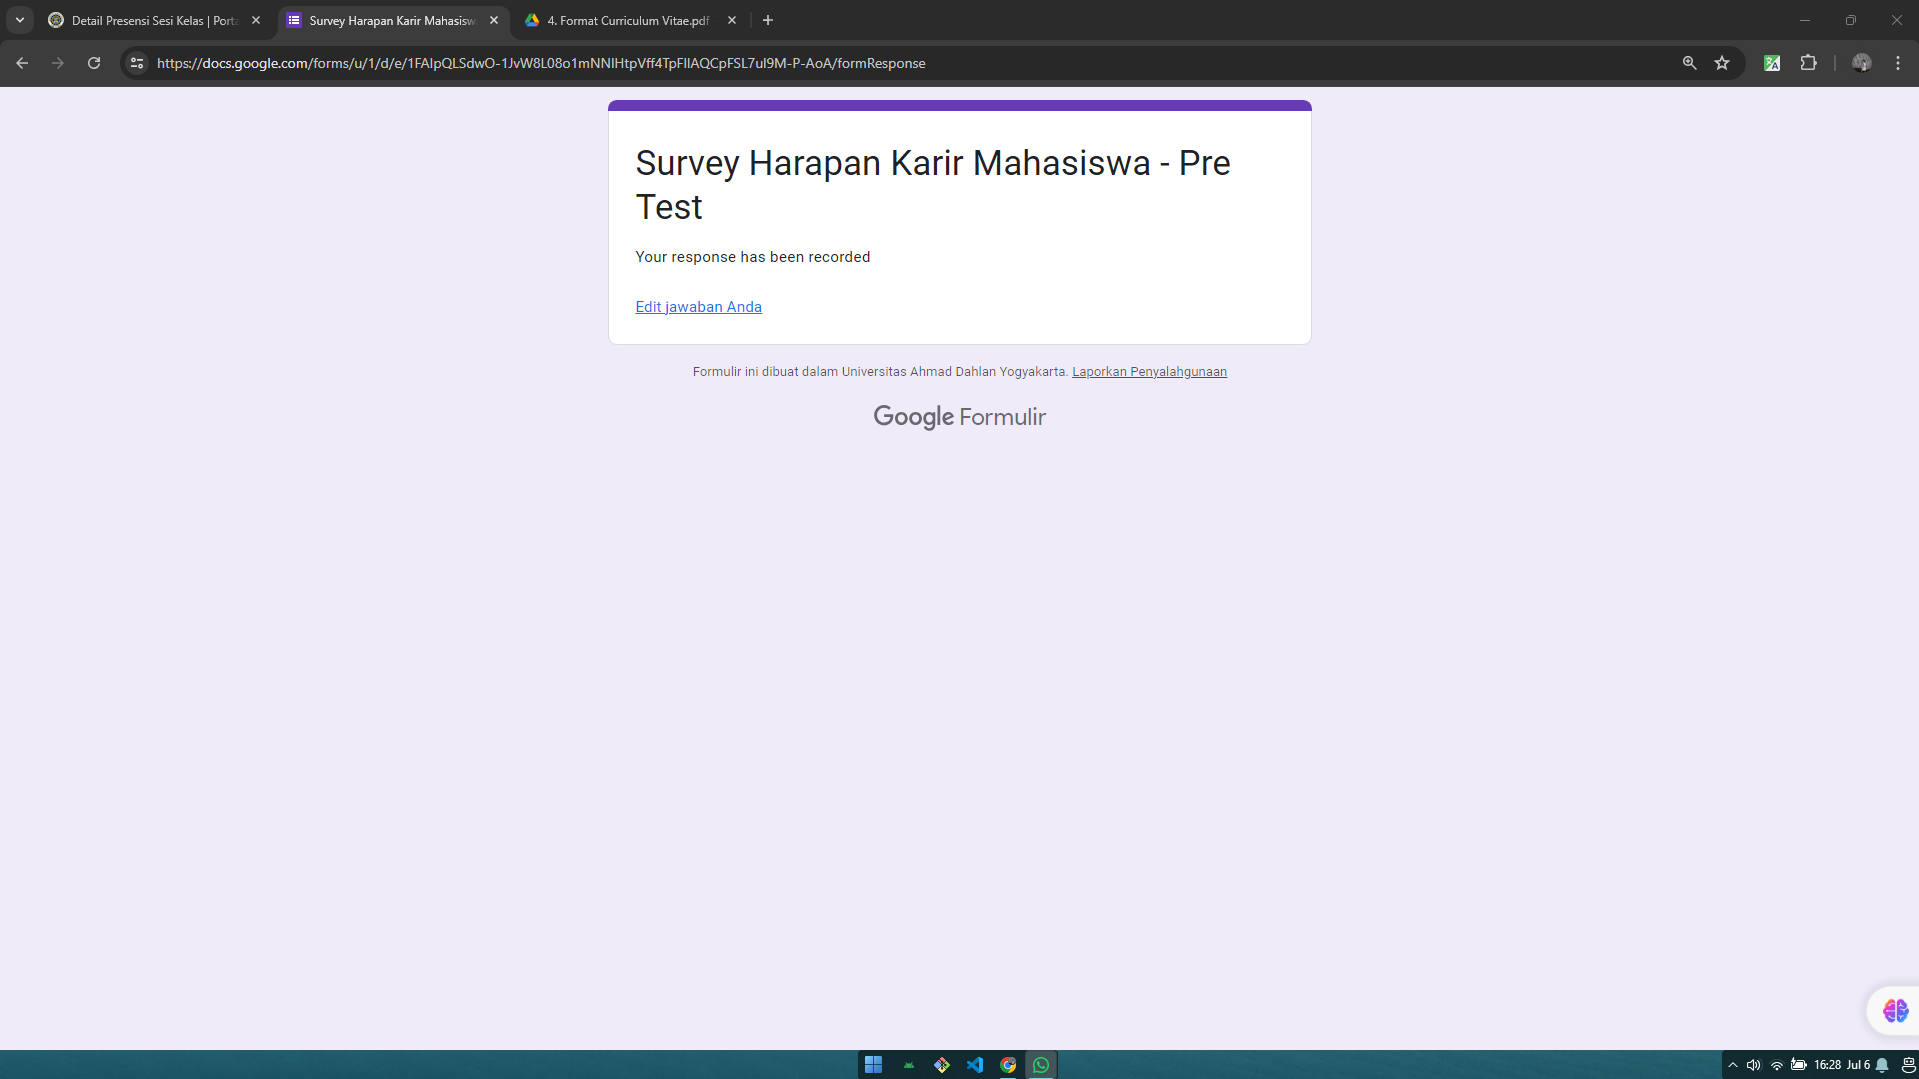 Detail Presensi Sesi Kelas | Porta
Survey Harapan Karir Mahasisw
4. Format Curriculum Vitae.pdf
https://docs.google.com/forms/u/1/d/e/1FAIpQLSdwO-1JvW8L08o1mNNlHtpVff4TpFIlAQCpFSL7ul9M-P-AoA/formResponse
Survey Harapan Karir Mahasiswa - Pre
Test
Your response has been recorded
Edit jawaban Anda
Formulir ini dibuat dalam Universitas Ahmad Dahlan Yogyakarta. Laporkan Penyalahgunaan
Google Formulir
16:28 Jul 6